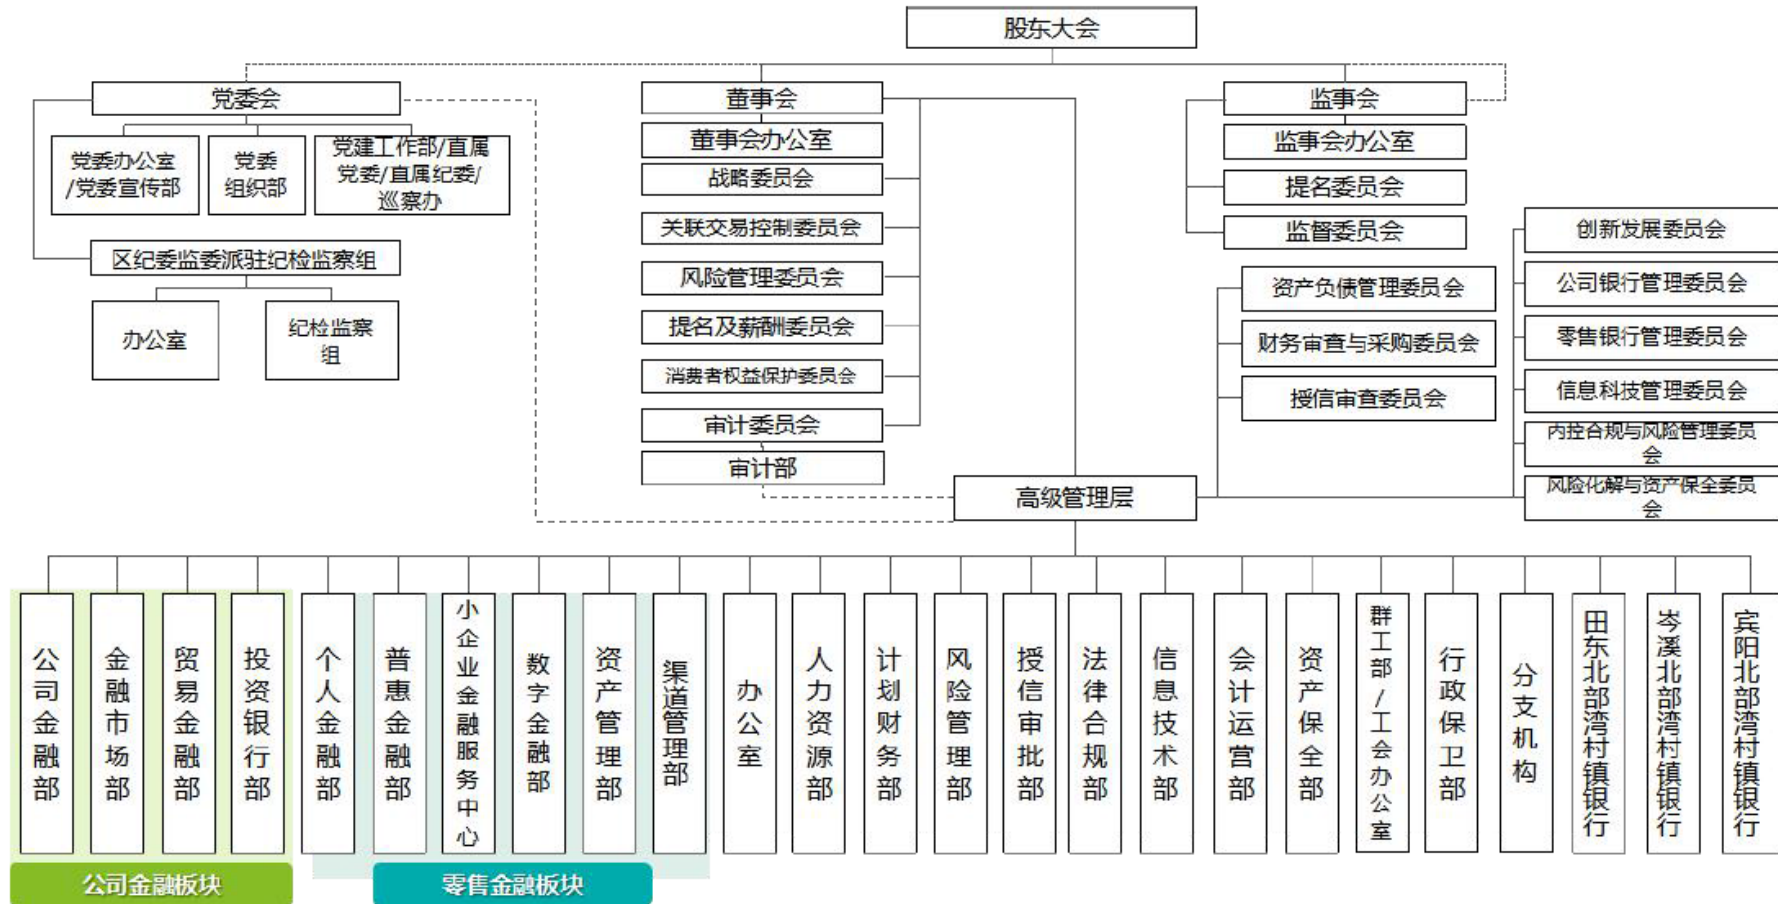 股东大会
党委会
董事会
监事会
党委办公室
/党委宣传部
党委
组织部
党建工作部/直属
党委/直属纪委/
巡察办
区纪委监委派驻纪检监察组
办公室
纪检监察
组
董事会办公室
战略委员会
关联交易控制委员会
风险管理委员会
提名及薪酬委员会
消费者权益保护委员会
审计委员会
审计部
监事会办公室
提名委员会
监督委员会
资产负债管理委员会
财务审查与采购委员会
授信审查委员会
创新发展委员会
公司银行管理委员会
零售银行管理委员会
信息科技管理委员会
内控合规与风险管理委员
会
风险化解与资产保全委员
会
高级管理层
公司金融部
金融市场部
贸易金融部
投资银行部
个人金融部
普惠金融部
小企业金融服务中心
数字金融部
资产管理部
渠道管理部
办公室
人力资源部
计划财务部
风险管理部
授信审批部
法律合规部
信息技术部
会计运营部
资产保全部
群工部/工会办公室
行政保卫部
分支机构
田东北部湾村镇银行
岑溪北部湾村镇银行
宾阳北部湾村镇银行
公司金融板块
零售金融板块